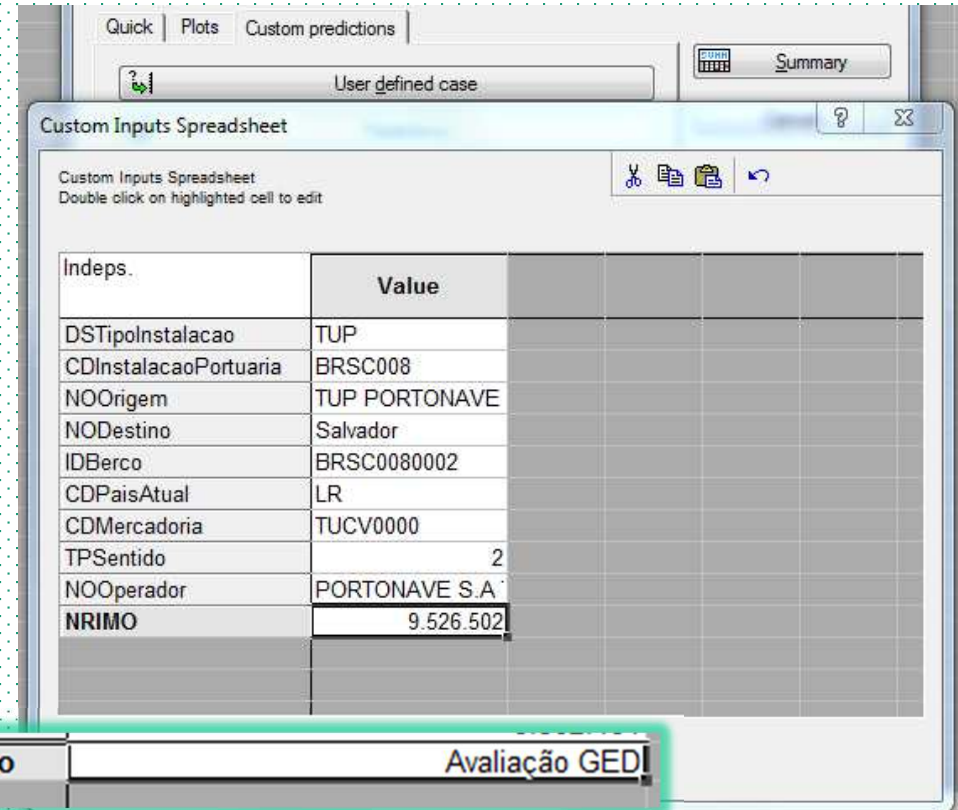 Quick Plots Custom predictions
User defined case
Summary
Custom Inputs Spreadsheet
Custom Inputs Spreadsheet
Double click on highlighted cell to edit
Indeps. Value
DSTipoInstalacao TUP
CDInstalacaoPortuaria BRSC008
NOOrigem TUP PORTONAVE
NODestino Salvador
IDBerco BRSC0080002
CDPaisAtual LR
CDMercadoria TUCV0000
TPSentido 2
NOOperador PORTONAVE S.A
NRIMO 9.526.502
o Avaliação GED